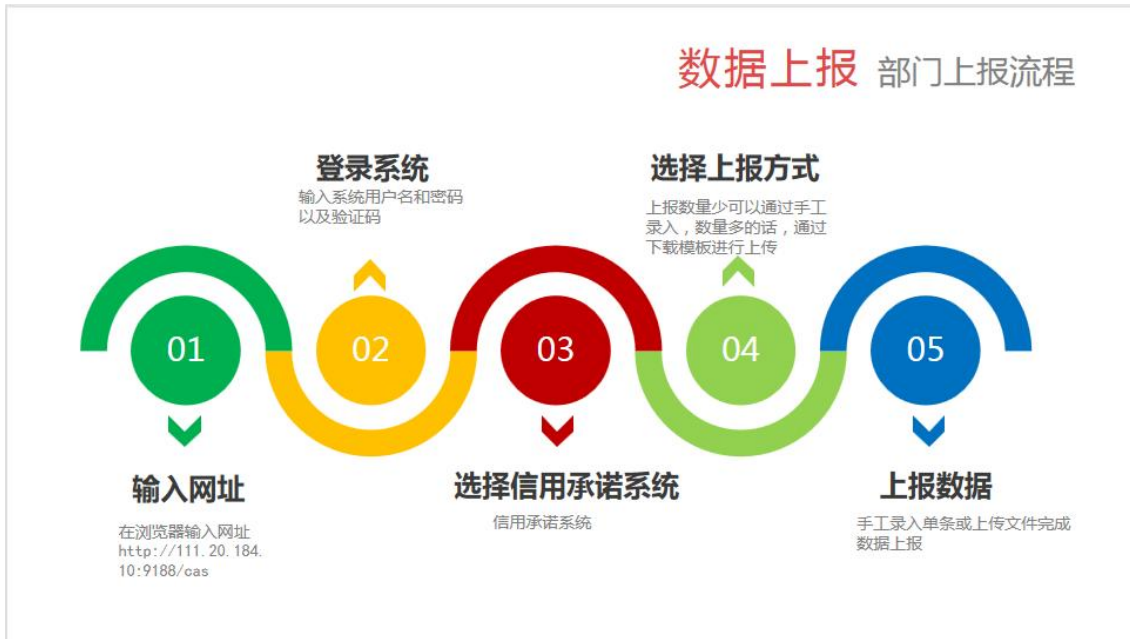 数据上报 部门上报流程
01
输入网址
在浏览器输入网址
http://111.20.184.
10:9188/cas
登录系统
输入系统用户名和密码
以及验证码
02
03
选择信用承诺系统
信用承诺系统
选择上报方式
上报数量少可以通过手工
录入，数量多的话，通过
下载模板进行上传
04
05
上报数据
手工录入单条或上传文件完成
数据上报